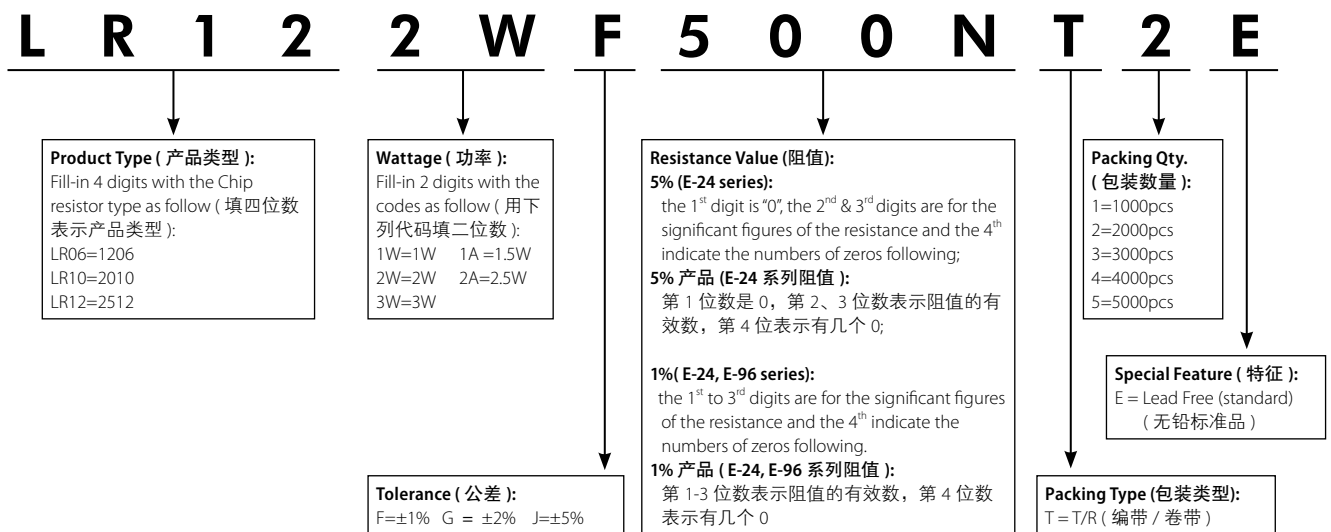 L R 1 2 2 W F 5 0 0 N T 2 E
Product Type ( 产品类型 ):
Fill-in 4 digits with the Chip
resistor type as follow ( 填四位数
表示产品类型 ):
LR06=1206
LR10=2010
LR12=2512
Wattage ( 功率 ):
Fill-in 2 digits with the
codes as follow ( 用下
列代码填二位数 ):
1W=1W 1A =1.5W
2W=2W 2A=2.5W
3W=3W
Resistance Value (阻值):
5% (E-24 series):
the 1st digit is "0", the 2nd & 3rd digits are for the
significant figures of the resistance and the 4th
indicate the numbers of zeros following;
5% 产品 (E-24 系列阻值 ):
第 1 位数是 0，第 2、3 位数表示阻值的有
效数，第 4 位表示有几个 0;
1%( E-24, E-96 series):
the 1st to 3rd digits are for the significant figures
of the resistance and the 4th indicate the
numbers of zeros following.
1% 产品 ( E-24, E-96 系列阻值 ):
第 1-3 位数表示阻值的有效数，第 4 位数
表示有几个 0
Packing Qty.
( 包装数量 ):
1=1000pcs
2=2000pcs
3=3000pcs
4=4000pcs
5=5000pcs
Special Feature ( 特征 ):
E = Lead Free (standard)
( 无铅标准品 )
Tolerance ( 公差 ):
F=±1% G = ±2% J=±5%
Packing Type (包装类型):
T = T/R ( 编带 / 卷带 )